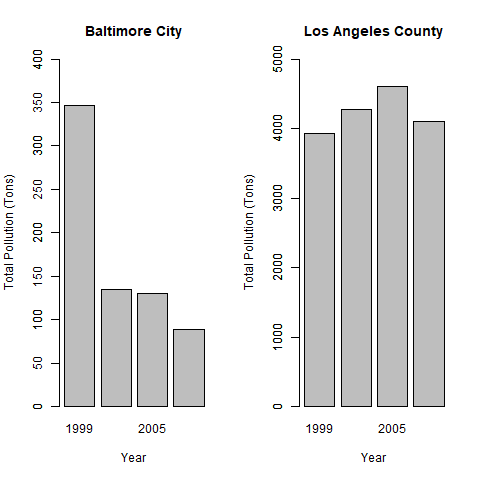 Baltimore City
Total Pollution (Tons)
400
350
300
250
200
150
100
50
0
1999 2005
Year
Los Angeles County
Total Pollution (Tons)
5000
4000
3000
2000
1000
0
1999 2005
Year